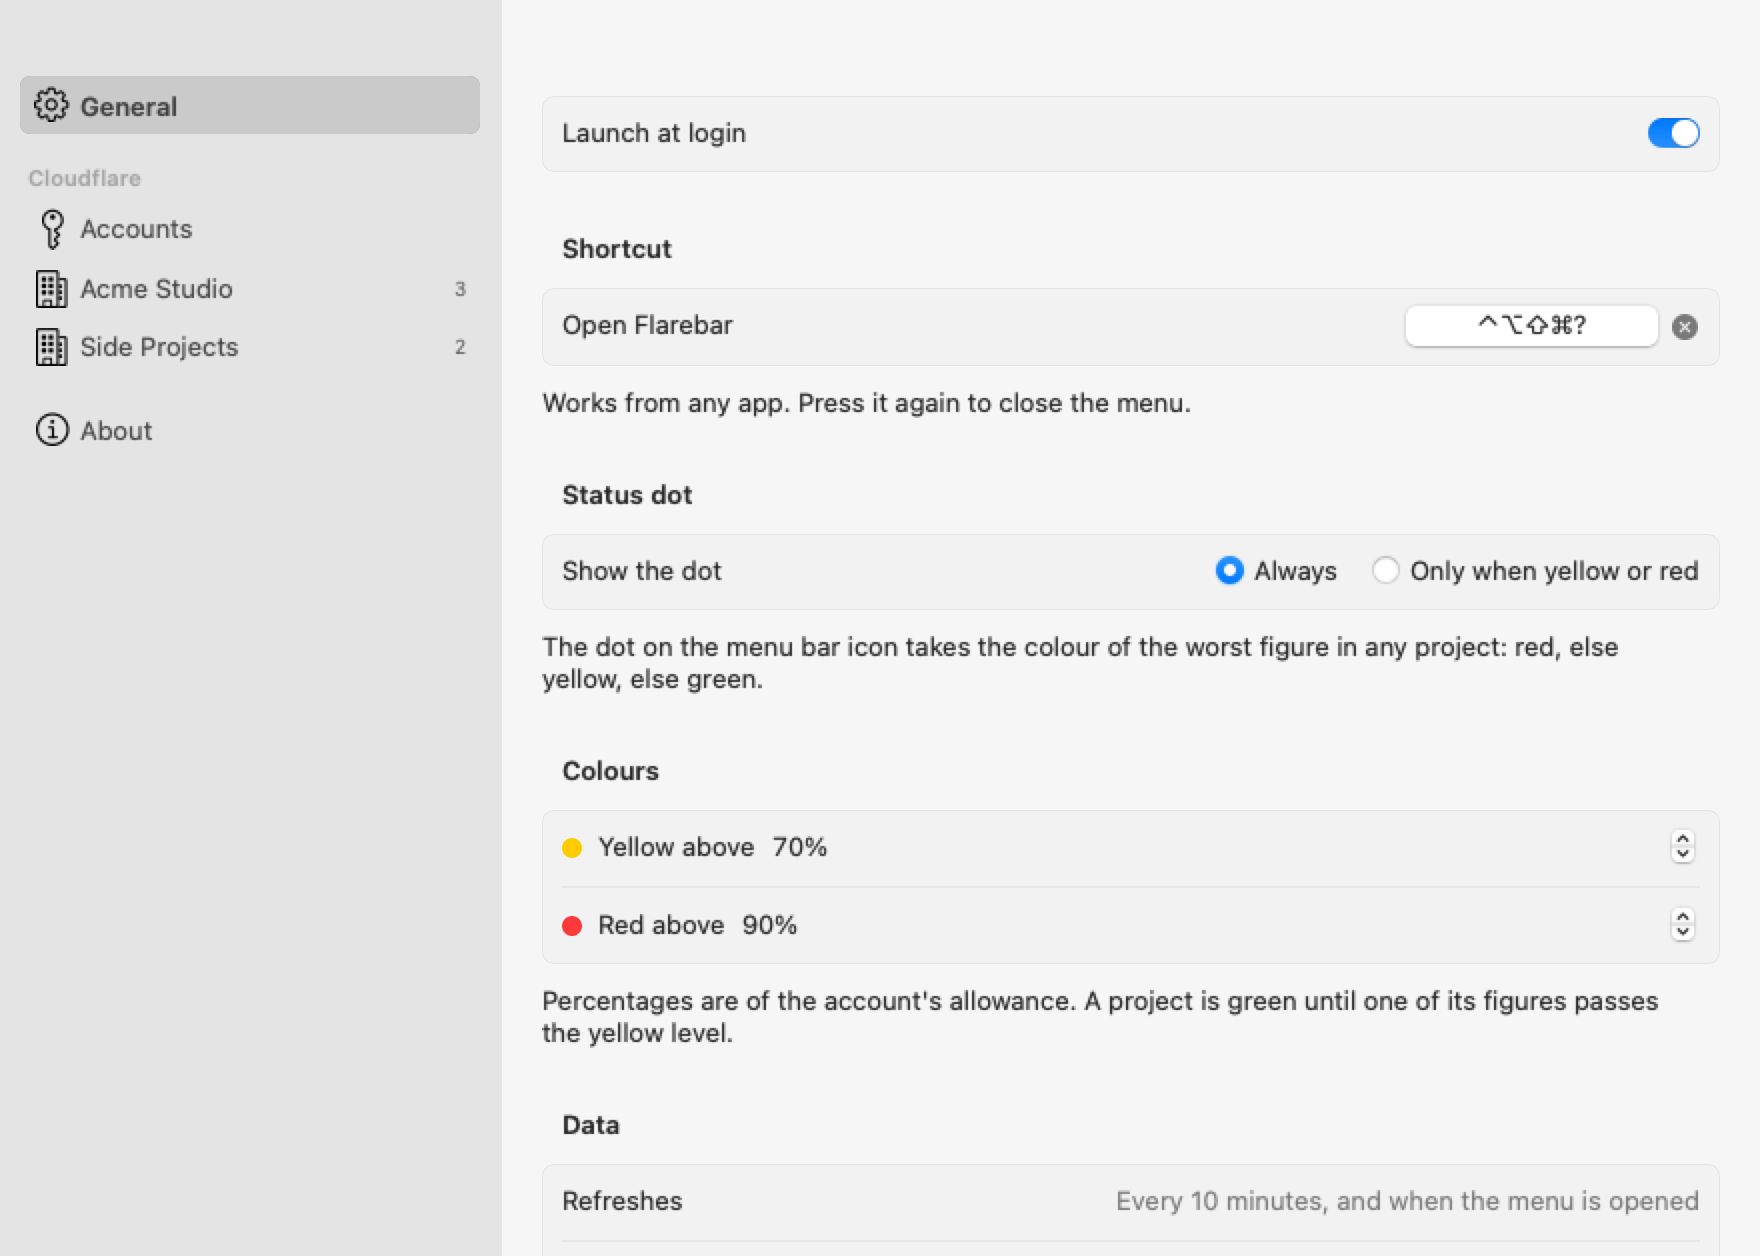 General
Cloudflare
Accounts
Acme Studio 3
Side Projects 2
About
Launch at login
Shortcut
Open Flarebar ^⌥⇧⌘?
Works from any app. Press it again to close the menu.
Status dot
Show the dot Always Only when yellow or red
The dot on the menu bar icon takes the colour of the worst figure in any project: red, else
yellow, else green.
Colours
Yellow above 70%
Red above 90%
Percentages are of the account's allowance. A project is green until one of its figures passes
the yellow level.
Data
Refreshes Every 10 minutes, and when the menu is opened